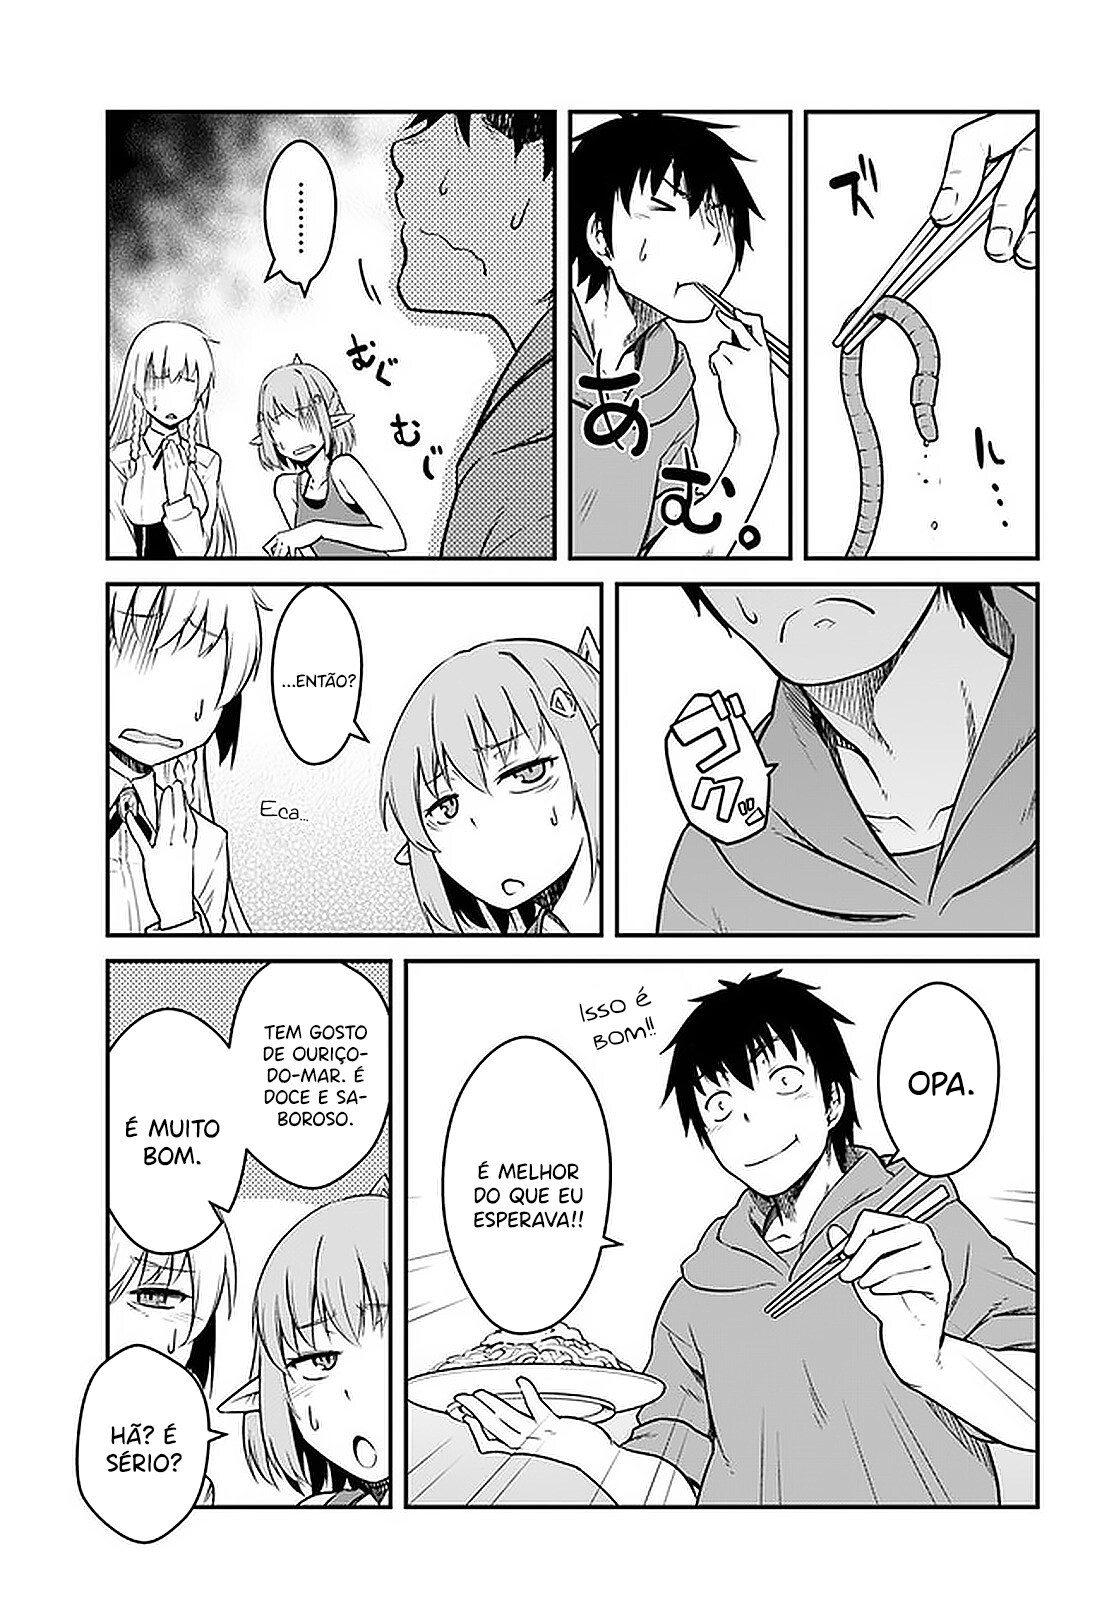 ズ
ル…
あ
む。
………
むぐ
むぐ
ゴ
クン
...ENTÃO?
Eca...
OPA.
Isso é
BOM!!
É MELHOR
DO QUE EU
ESPERAVA!!
TEM GOSTO
DE OURIÇO-
DO-MAR. É
DOCE E SA-
BOROSO.
É MUITO
BOM.
HÃ? É
SÉRIO?